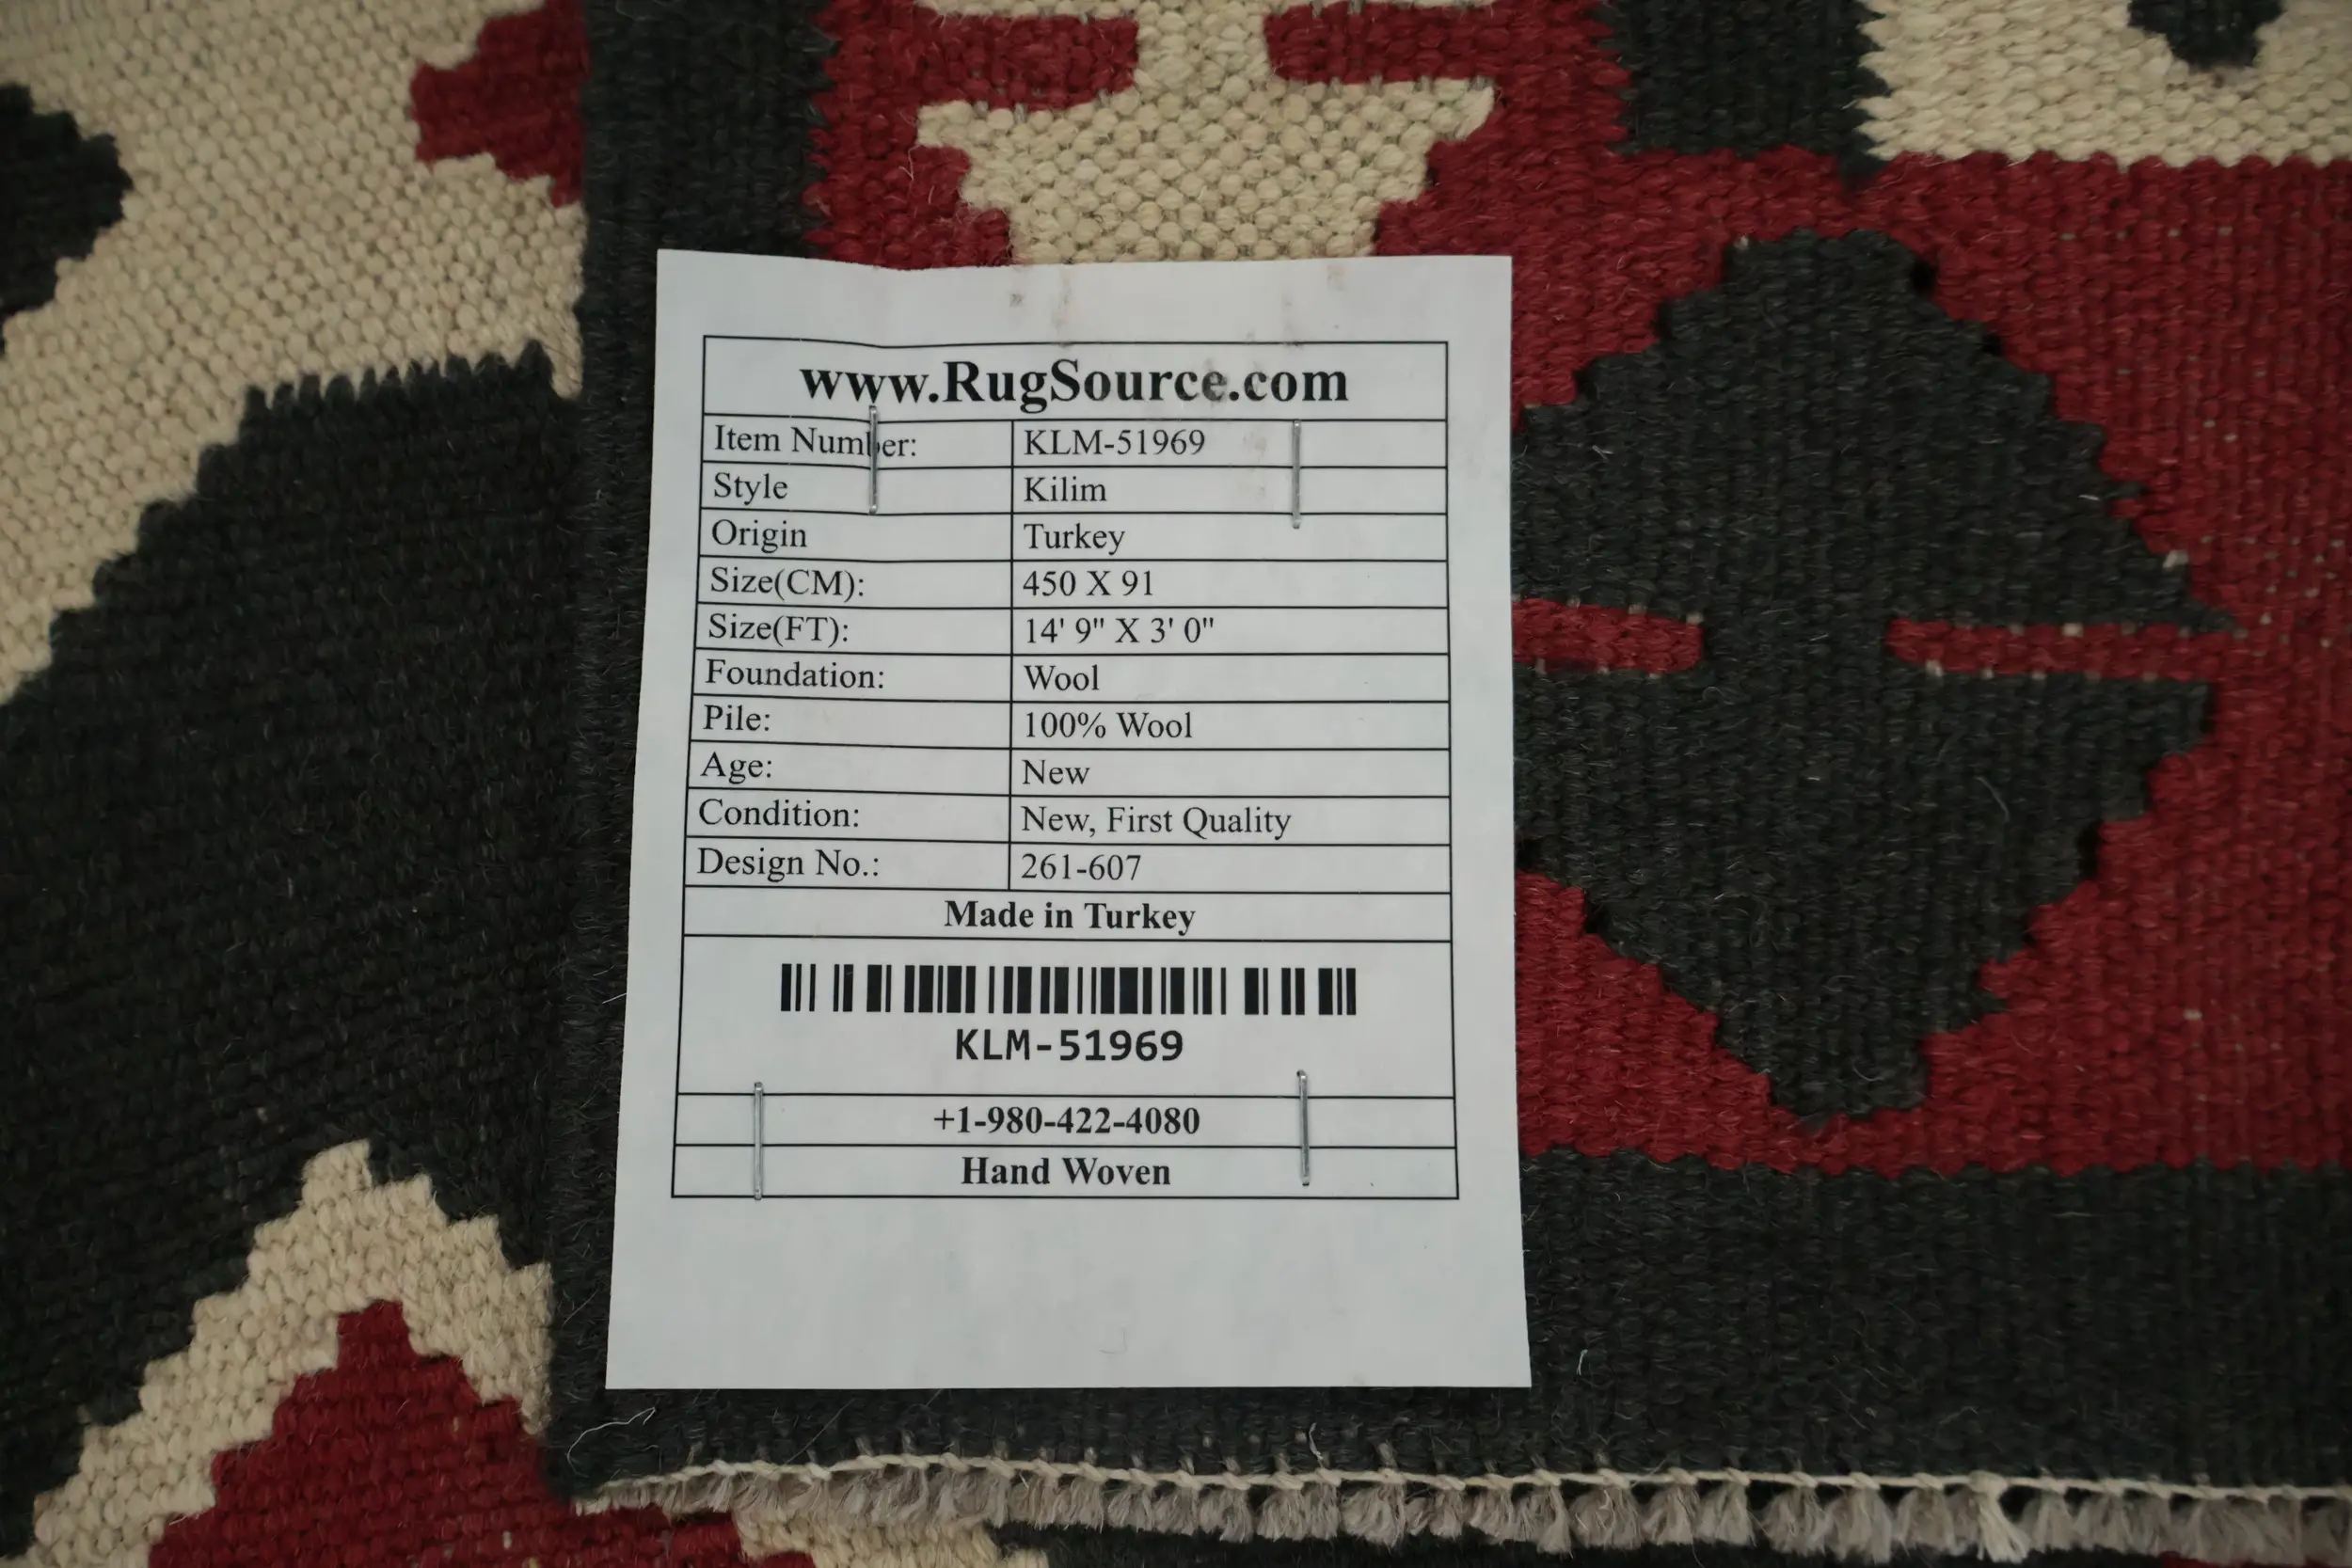 www.RugSource.com
Item Number: KLM-51969
Style Kilim
Origin Turkey
Size(CM): 450 X 91
Size(FT): 14' 9" X 3' 0"
Foundation: Wool
Pile: 100% Wool
Age: New
Condition: New, First Quality
Design No.: 261-607
Made in Turkey
KLM-51969
+1-980-422-4080
Hand Woven